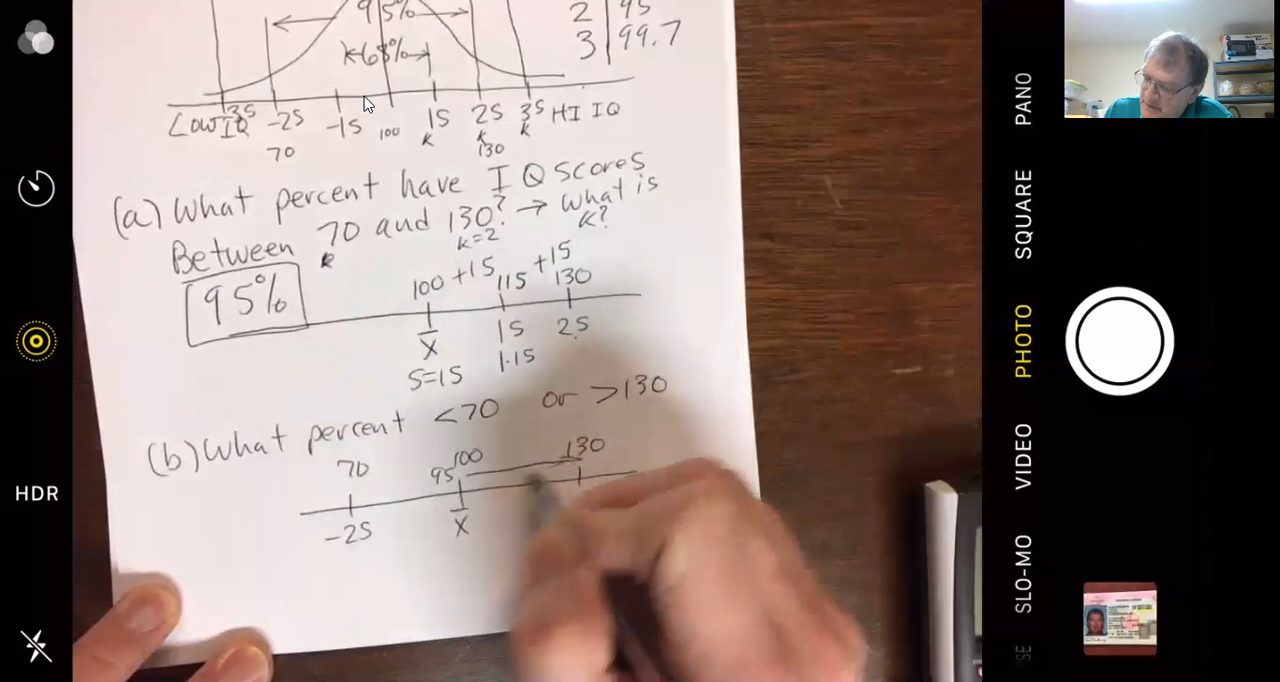 95%
68%
2 | 95
3 | 99.7
Low IQ -3S -2S -1S 100 1S 2S 3S HI IQ
70 K K K
130
(a) What percent have IQ scores
Between 70 and 130? → what is
K K=2 K?
95%
100 +15 115 +15 130
X 1S 2S
S=15 1·15
(b) What percent <70 or >130
70 95 100 130
-2S X
HDR
PANO
SQUARE
PHOTO
VIDEO
SLO-MO
SE